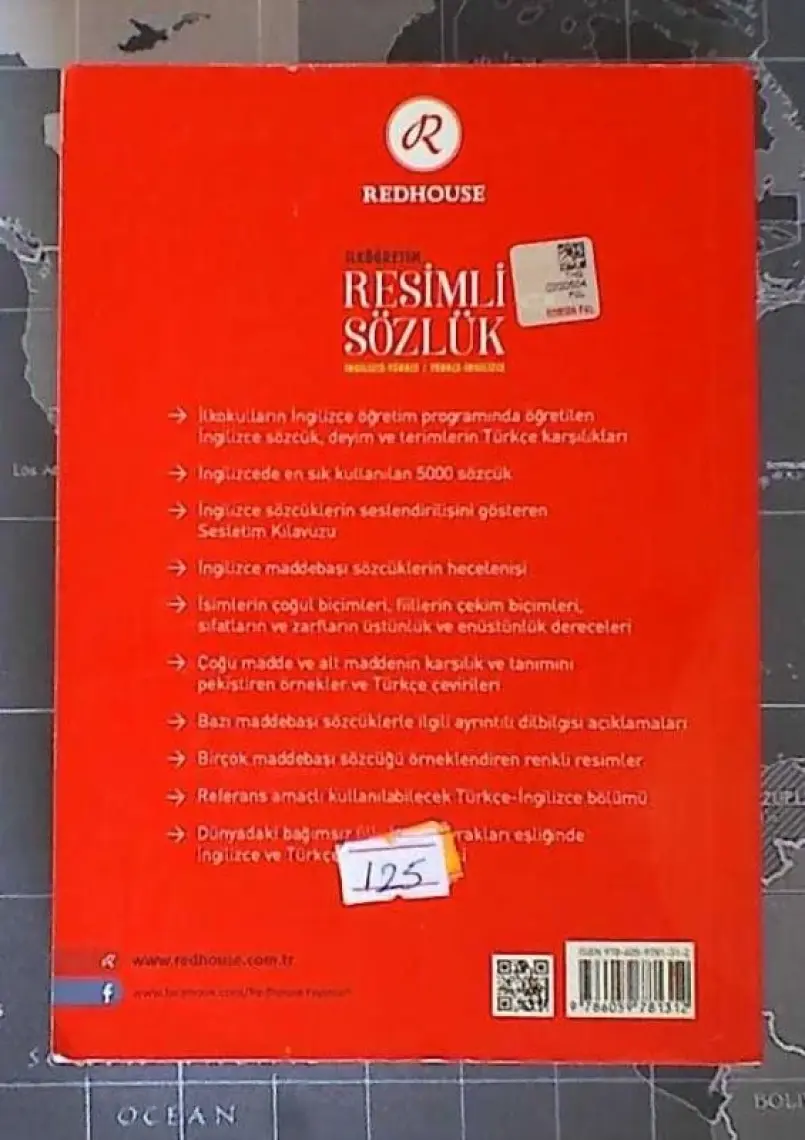 REDHOUSE
İLKÖĞRETİM
RESİMLİ
SÖZLÜK
İNGİLİZCE-TÜRKÇE / TÜRKÇE-İNGİLİZCE
→ İlkokulların İngilizce öğretim programında öğretilen
İngilizce sözcük, deyim ve terimlerin Türkçe karşılıkları
→ İngilizcede en sık kullanılan 5000 sözcük
→ İngilizce sözcüklerin seslendirilişini gösteren
Sesletim Kılavuzu
→ İngilizce maddebaşı sözcüklerin hecelenişi
→ İsimlerin çoğul biçimleri, fiillerin çekim biçimleri,
sıfatların ve zarfların üstünlük ve enüstünlük dereceleri
→ Çoğu madde ve alt maddenin karşılık ve tanımını
pekiştiren örnekler ve Türkçe çevirileri
→ Bazı maddebaşı sözcüklerle ilgili ayrıntılı dilbilgisi açıklamaları
→ Birçok maddebaşı sözcüğü örneklendiren renkli resimler
→ Referans amaçlı kullanılabilecek Türkçe-İngilizce bölümü
→ Dünyadaki bağımsız eşliğinde
İngilizce ve Türkçe
125
www.redhouse.com.tr
9 786059 781312
OCEAN